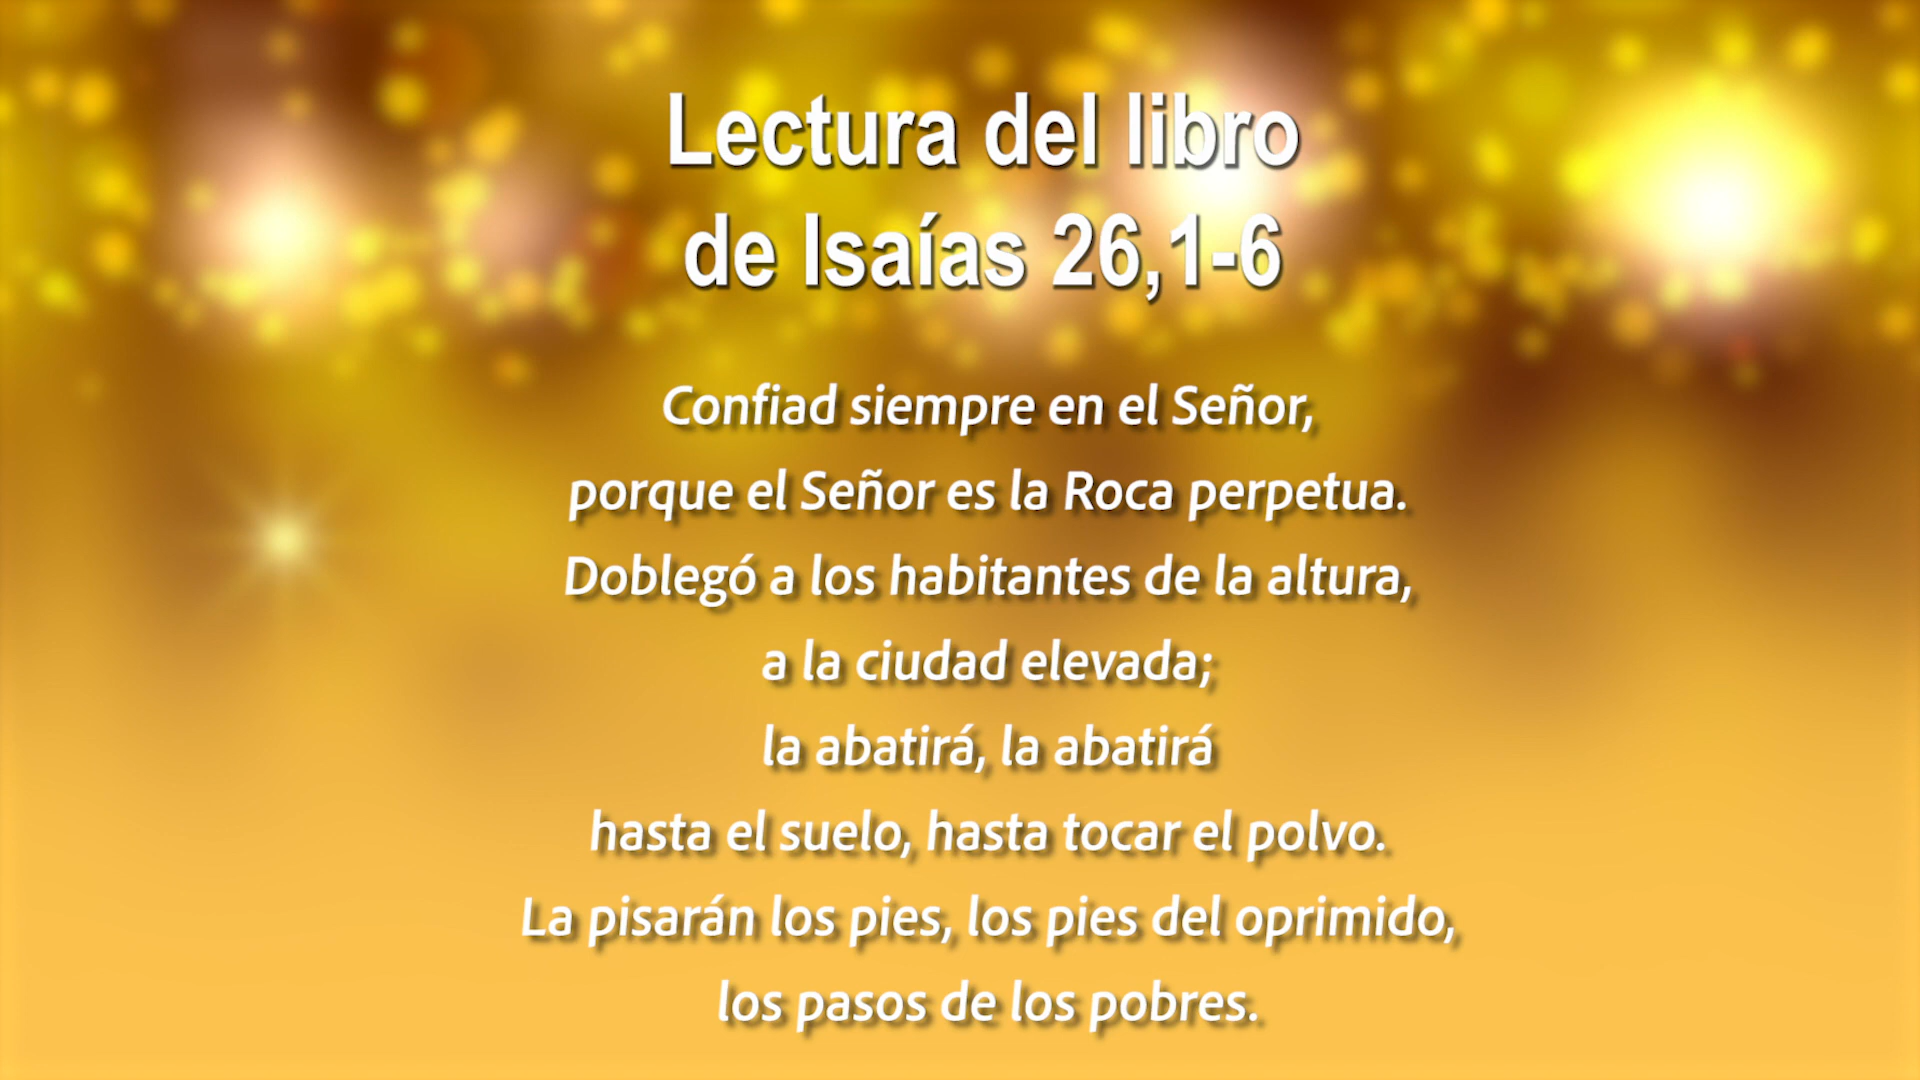 Lectura del libro
de Isaías 26,1-6
Confiad siempre en el Señor,
porque el Señor es la Roca perpetua.
Doblegó a los habitantes de la altura,
a la ciudad elevada;
la abatirá, la abatirá
hasta el suelo, hasta tocar el polvo.
La pisarán los pies, los pies del oprimido,
los pasos de los pobres.